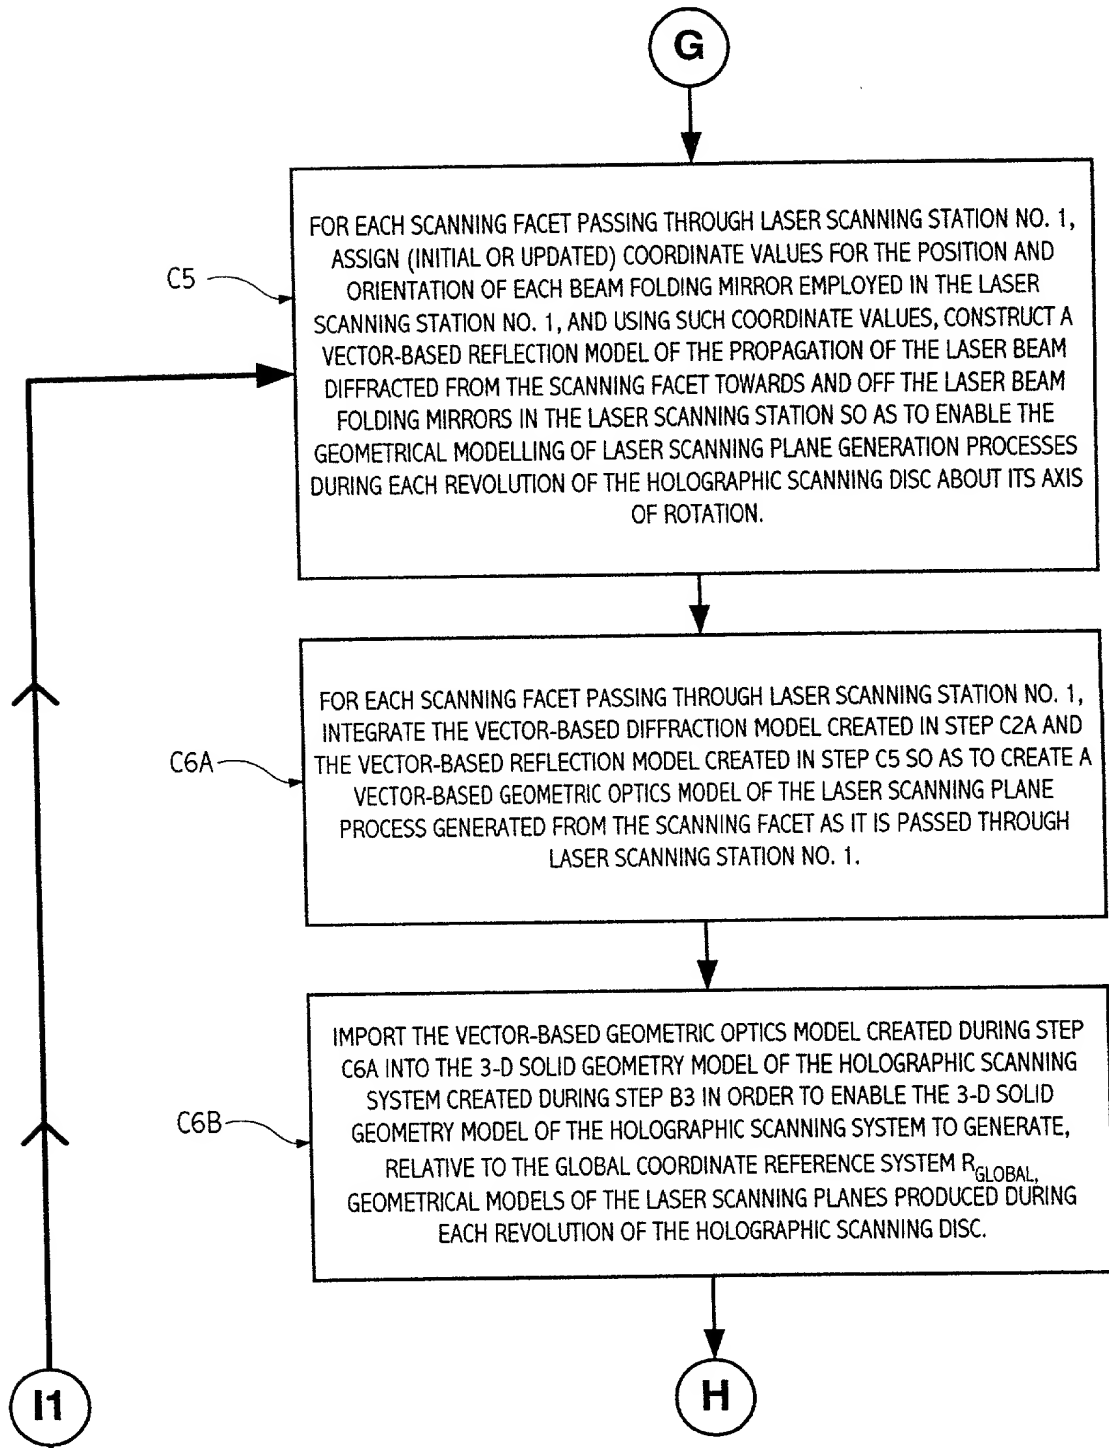 G
FOR EACH SCANNING FACET PASSING THROUGH LASER SCANNING STATION NO. 1,
ASSIGN (INITIAL OR UPDATED) COORDINATE VALUES FOR THE POSITION AND
ORIENTATION OF EACH BEAM FOLDING MIRROR EMPLOYED IN THE LASER
SCANNING STATION NO. 1, AND USING SUCH COORDINATE VALUES, CONSTRUCT A
VECTOR-BASED REFLECTION MODEL OF THE PROPAGATION OF THE LASER BEAM
DIFFRACTED FROM THE SCANNING FACET TOWARDS AND OFF THE LASER BEAM
FOLDING MIRRORS IN THE LASER SCANNING STATION SO AS TO ENABLE THE
GEOMETRICAL MODELLING OF LASER SCANNING PLANE GENERATION PROCESSES
DURING EACH REVOLUTION OF THE HOLOGRAPHIC SCANNING DISC ABOUT ITS AXIS
OF ROTATION.
C5
FOR EACH SCANNING FACET PASSING THROUGH LASER SCANNING STATION NO. 1,
INTEGRATE THE VECTOR-BASED DIFFRACTION MODEL CREATED IN STEP C2A AND
THE VECTOR-BASED REFLECTION MODEL CREATED IN STEP C5 SO AS TO CREATE A
VECTOR-BASED GEOMETRIC OPTICS MODEL OF THE LASER SCANNING PLANE
PROCESS GENERATED FROM THE SCANNING FACET AS IT IS PASSED THROUGH
LASER SCANNING STATION NO. 1.
C6A
IMPORT THE VECTOR-BASED GEOMETRIC OPTICS MODEL CREATED DURING STEP
C6A INTO THE 3-D SOLID GEOMETRY MODEL OF THE HOLOGRAPHIC SCANNING
SYSTEM CREATED DURING STEP B3 IN ORDER TO ENABLE THE 3-D SOLID
GEOMETRY MODEL OF THE HOLOGRAPHIC SCANNING SYSTEM TO GENERATE,
RELATIVE TO THE GLOBAL COORDINATE REFERENCE SYSTEM R_GLOBAL,
GEOMETRICAL MODELS OF THE LASER SCANNING PLANES PRODUCED DURING
EACH REVOLUTION OF THE HOLOGRAPHIC SCANNING DISC.
C6B
I1
H